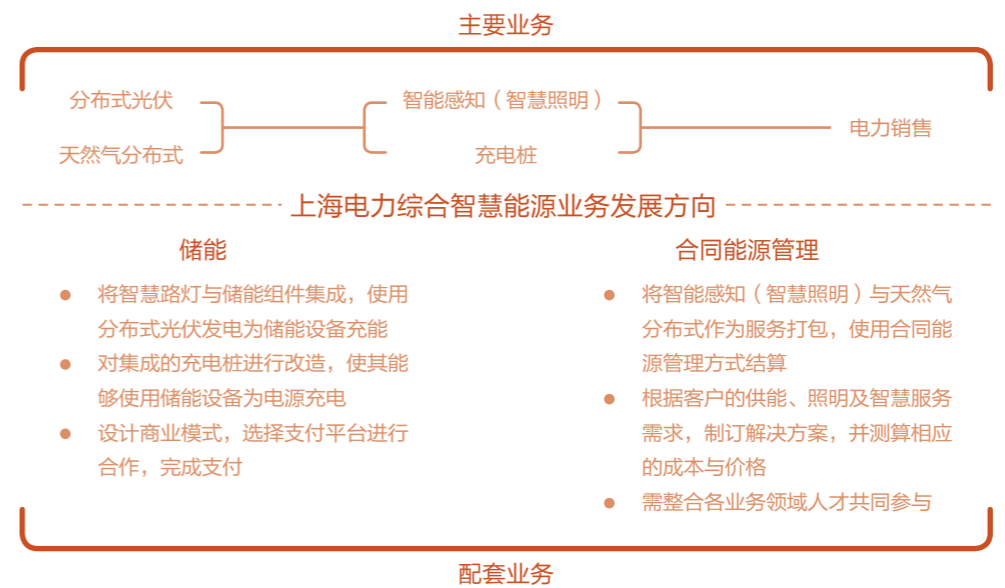 主要业务
分布式光伏
天然气分布式
智能感知（智慧照明）
充电桩
电力销售
上海电力综合智慧能源业务发展方向
储能
● 将智慧路灯与储能组件集成，使用
分布式光伏发电为储能设备充能
● 对集成的充电桩进行改造，使其能
够使用储能设备为电源充电
● 设计商业模式，选择支付平台进行
合作，完成支付
合同能源管理
● 将智能感知（智慧照明）与天然气
分布式作为服务打包，使用合同能
源管理方式结算
● 根据客户的供能、照明及智慧服务
需求，制订解决方案，并测算相应
的成本与价格
● 需整合各业务领域人才共同参与
配套业务